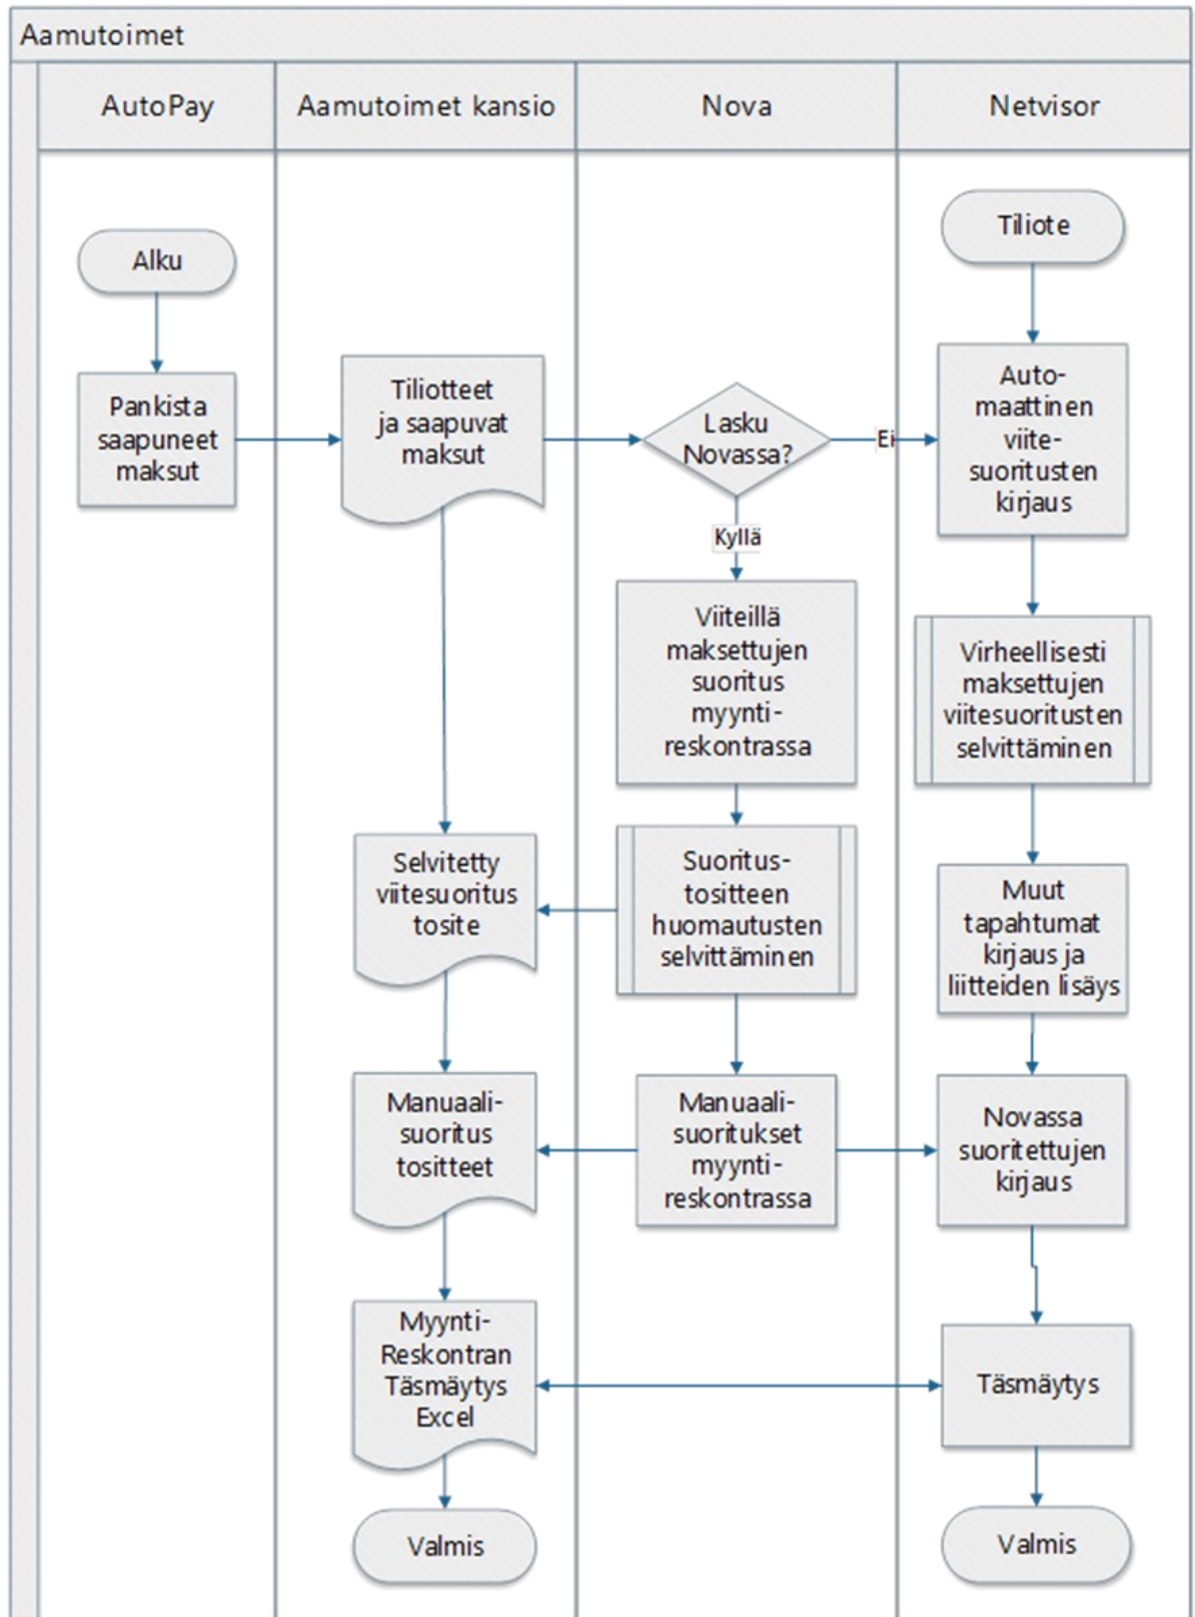 Aamutoimet
AutoPay
Aamutoimet kansio
Nova
Netvisor
Alku
Pankista
saapuneet
maksut
Tiliotteet
ja saapuvat
maksut
Lasku
Novassa?
Ei
Kyllä
Tiliote
Auto-
maattinen
viite-
suoritusten
kirjaus
Viiteillä
maksettujen
suoritus
myynti-
reskontrassa
Virheellisesti
maksettujen
viitesuoritusten
selvittäminen
Selvitetty
viitesuoritus
tosite
Suoritus-
tositteen
huomautusten
selvittäminen
Muut
tapahtumat
kirjaus ja
liitteiden lisäys
Manuaali-
suoritus
tositteet
Manuaali-
suoritukset
myynti-
reskontrassa
Novassa
suoritettujen
kirjaus
Myynti-
Reskontran
Täsmäytys
Excel
Täsmäytys
Valmis
Valmis